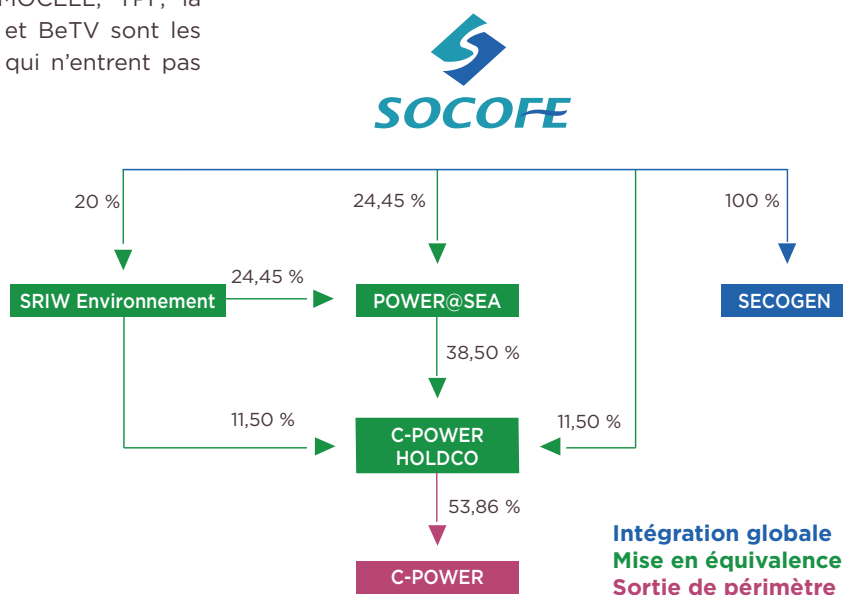 et BeTV sont les
qui n'entrent pas
SOCOFE
20 %
24,45 %
100 %
24,45 %
SRIW Environnement
POWER@SEA
SECOGEN
38,50 %
11,50 %
11,50 %
C-POWER
HOLDCO
53,86 %
C-POWER
Intégration globale
Mise en équivalence
Sortie de périmètre